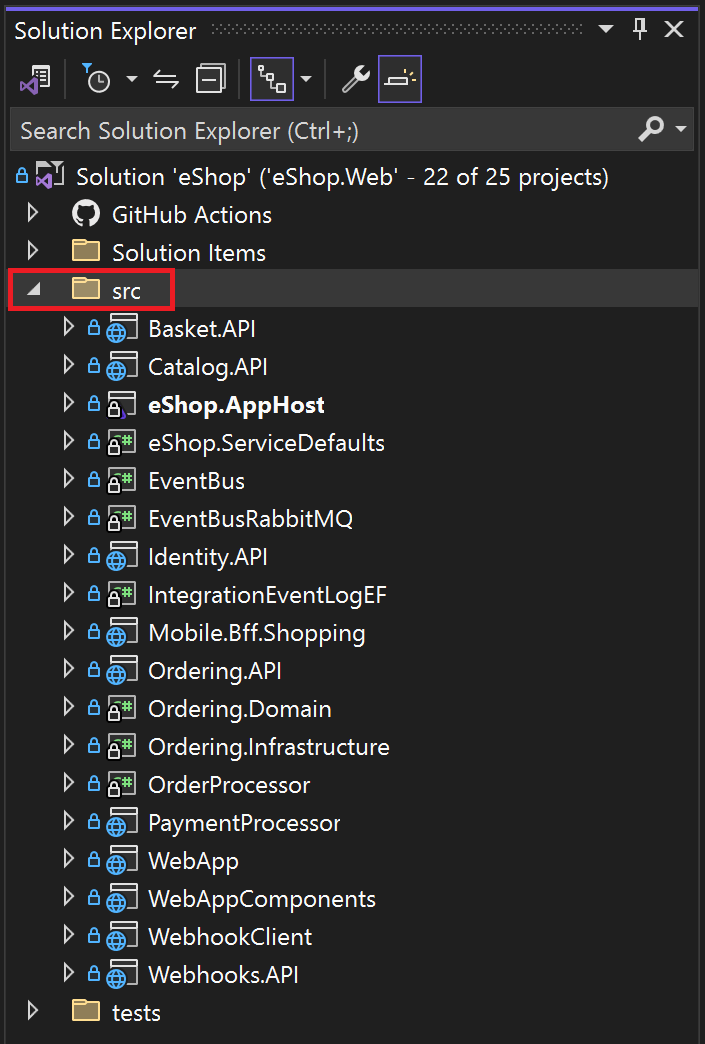 Solution Explorer
Search Solution Explorer (Ctrl+;)
Solution 'eShop' ('eShop.Web' - 22 of 25 projects)
GitHub Actions
Solution Items
src
Basket.API
Catalog.API
eShop.AppHost
eShop.ServiceDefaults
EventBus
EventBusRabbitMQ
Identity.API
IntegrationEventLogEF
Mobile.Bff.Shopping
Ordering.API
Ordering.Domain
Ordering.Infrastructure
OrderProcessor
PaymentProcessor
WebApp
WebAppComponents
WebhookClient
Webhooks.API
tests